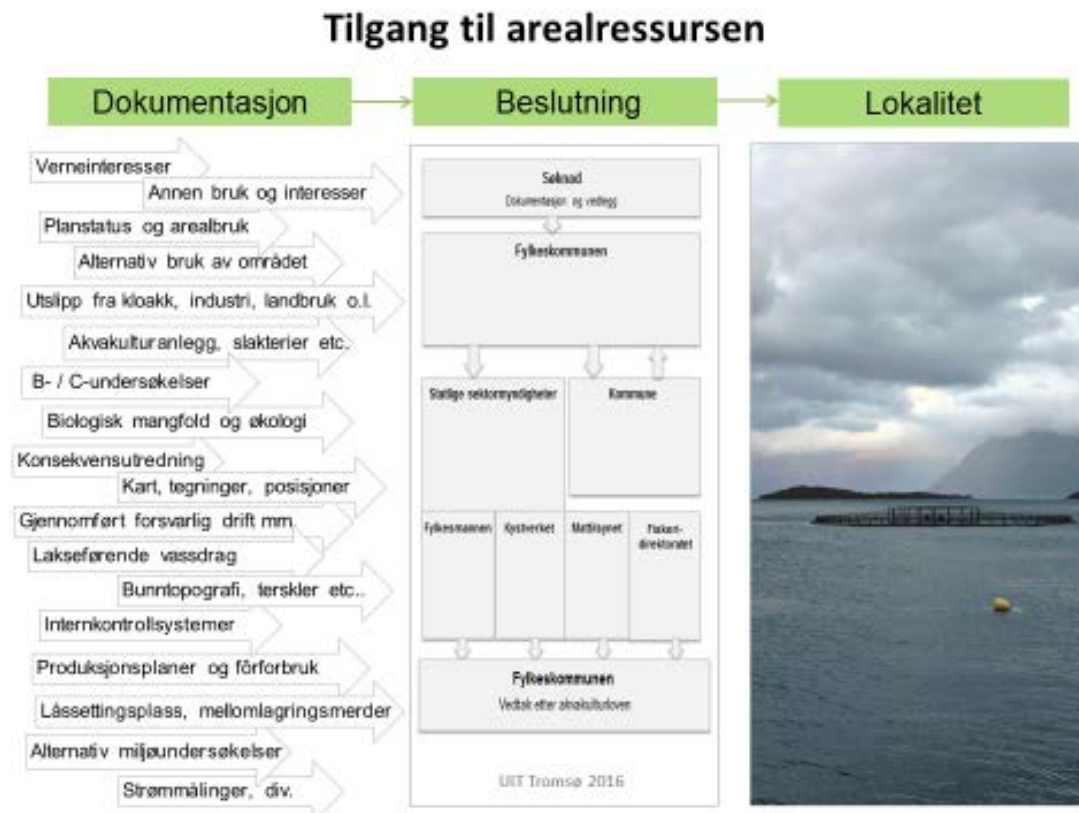 Tilgang til arealressursen
Dokumentasjon
Beslutning
Lokalitet
Verneinteresser
Annen bruk og interesser
Planstatus og arealbruk
Alternativ bruk av området
Utslipp fra kloakk, industri, landbruk o.l.
Akvakulturanlegg, slakterier etc.
B- / C-undersøkelser
Biologisk mangfold og økologi
Konsekvensutredning
Kart, tegninger, posisjoner
Gjennomført forsvarlig drift mm.
Lakseførende vassdrag
Bunntopografi, terskler etc..
Internkontrollsystemer
Produksjonsplaner og fôrforbruk
Låssettingsplass, mellomlagringsmerder
Alternativ miljøundersøkelser
Strømmålinger, div.
Søknad
Dokumentasjon og vedlegg
Fylkeskommunen
Statlige sektormyndigheter
Kommune
Fylkesmannen
Kystverket
Mattilsynet
Fiskeri-
direktoratet
Fylkeskommunen
Vedtak etter akvakulturloven
UIT Tromsø 2016